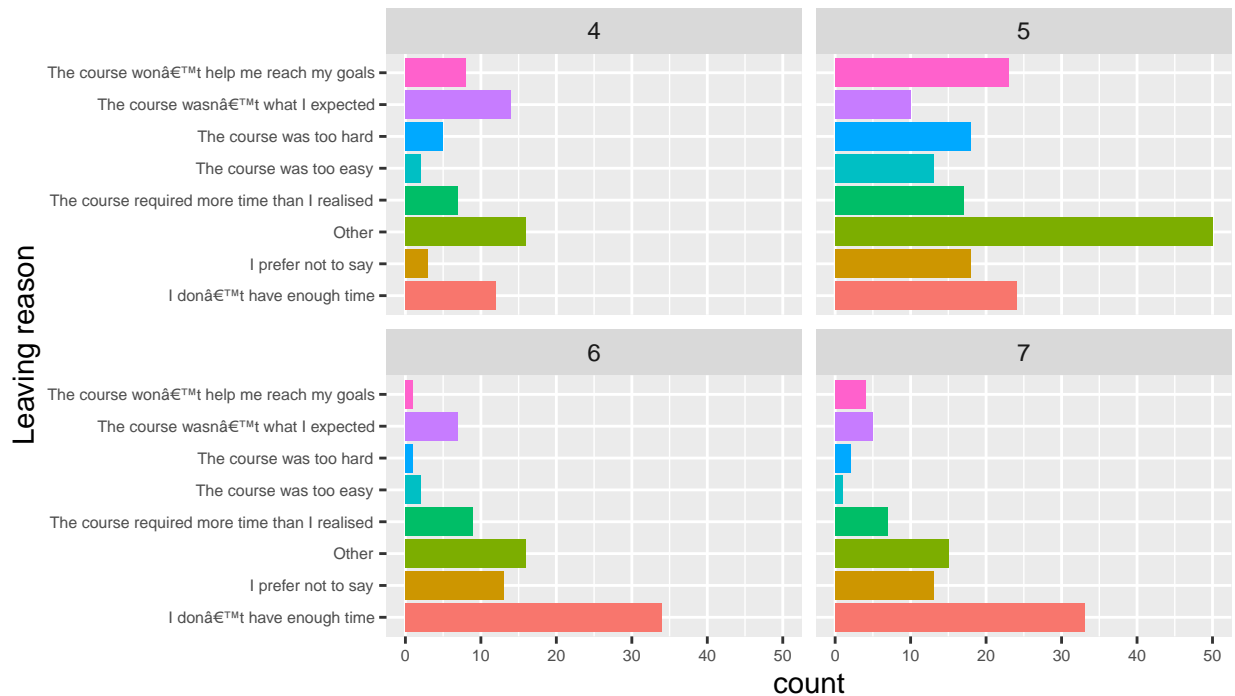 4
5
The course wonâ€™t help me reach my goals
The course wasnâ€™t what I expected
The course was too hard
The course was too easy
The course required more time than I realised
Other
I prefer not to say
I donâ€™t have enough time
Leaving reason
6
7
The course wonâ€™t help me reach my goals
The course wasnâ€™t what I expected
The course was too hard
The course was too easy
The course required more time than I realised
Other
I prefer not to say
I donâ€™t have enough time
0 10 20 30 40 50 0 10 20 30 40 50
count